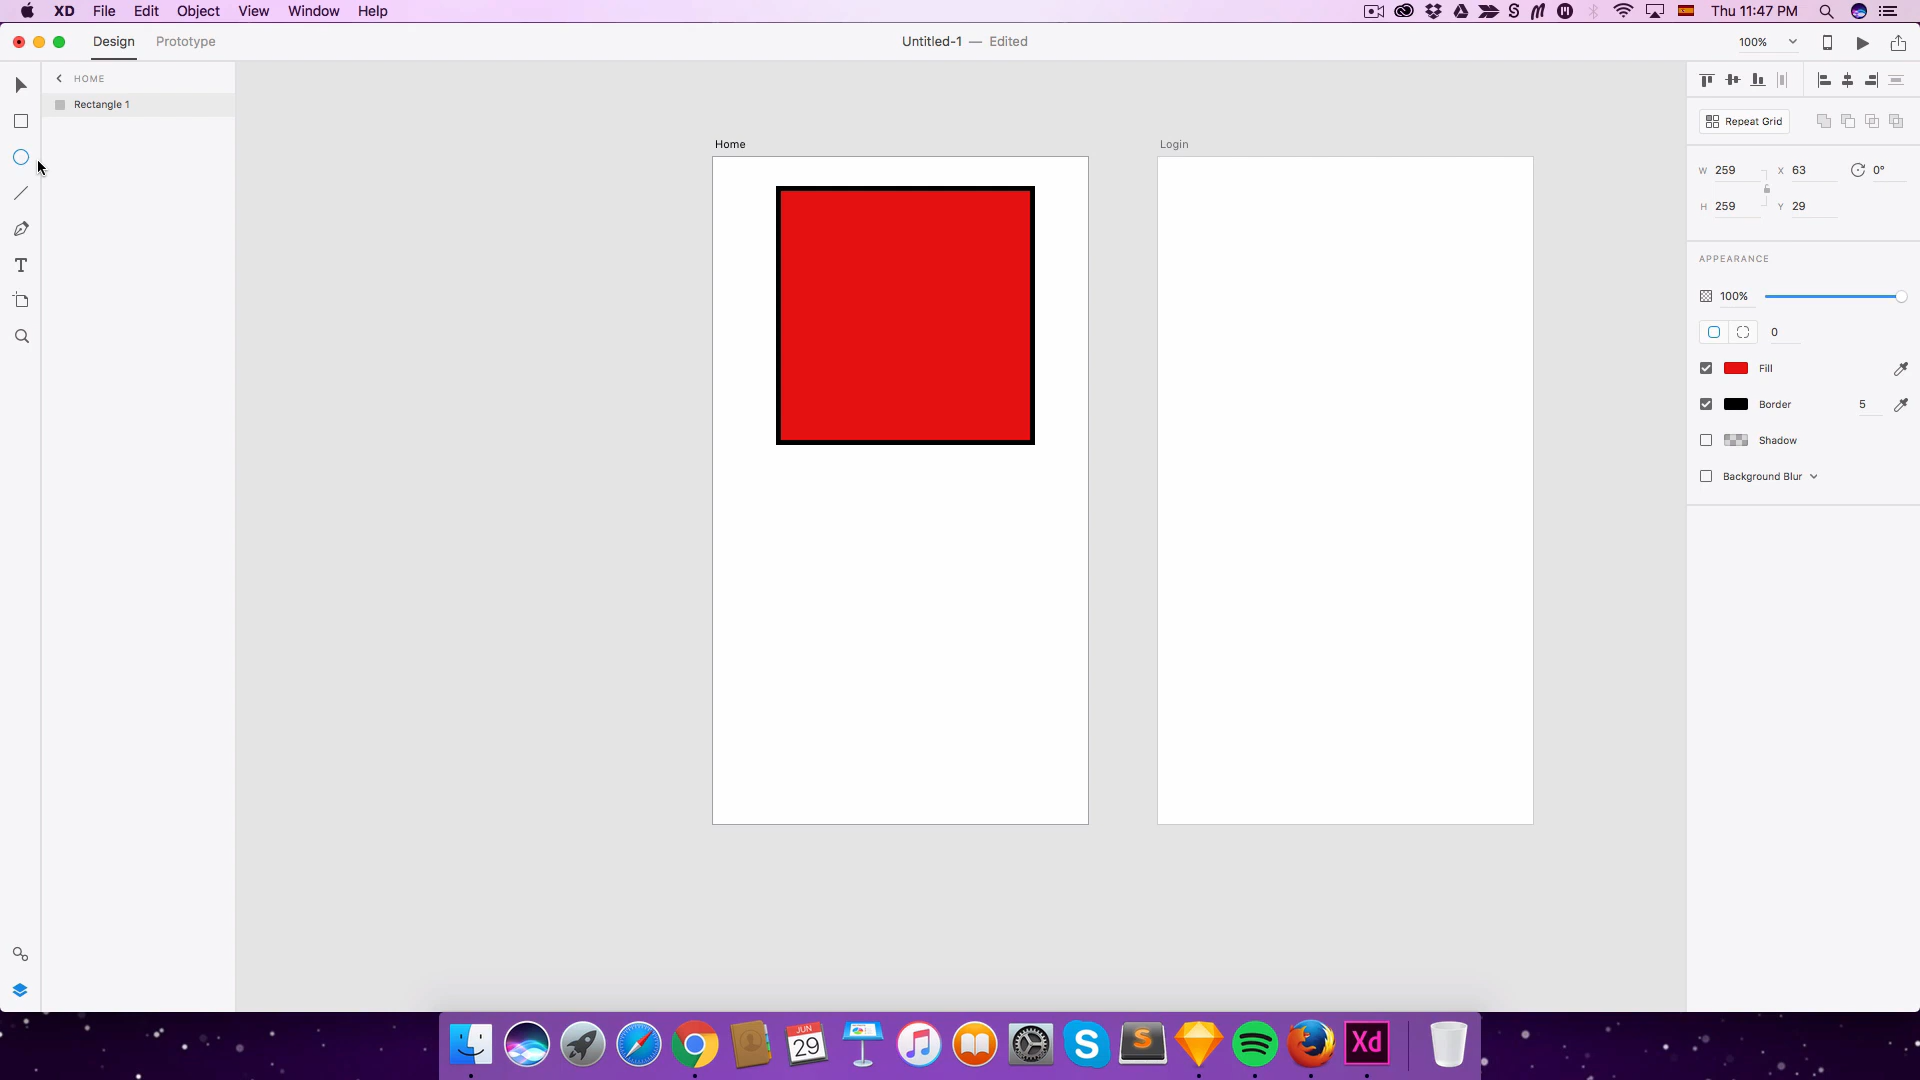 XD File Edit Object View Window Help
Thu 11:47 PM
Design Prototype
Untitled-1 — Edited
100%
HOME
Rectangle 1
Home
Login
Repeat Grid
W 259 X 63 0°
H 259 Y 29
APPEARANCE
100%
0
Fill
Border 5
Shadow
Background Blur
T
JUN
29
S
S
Xd